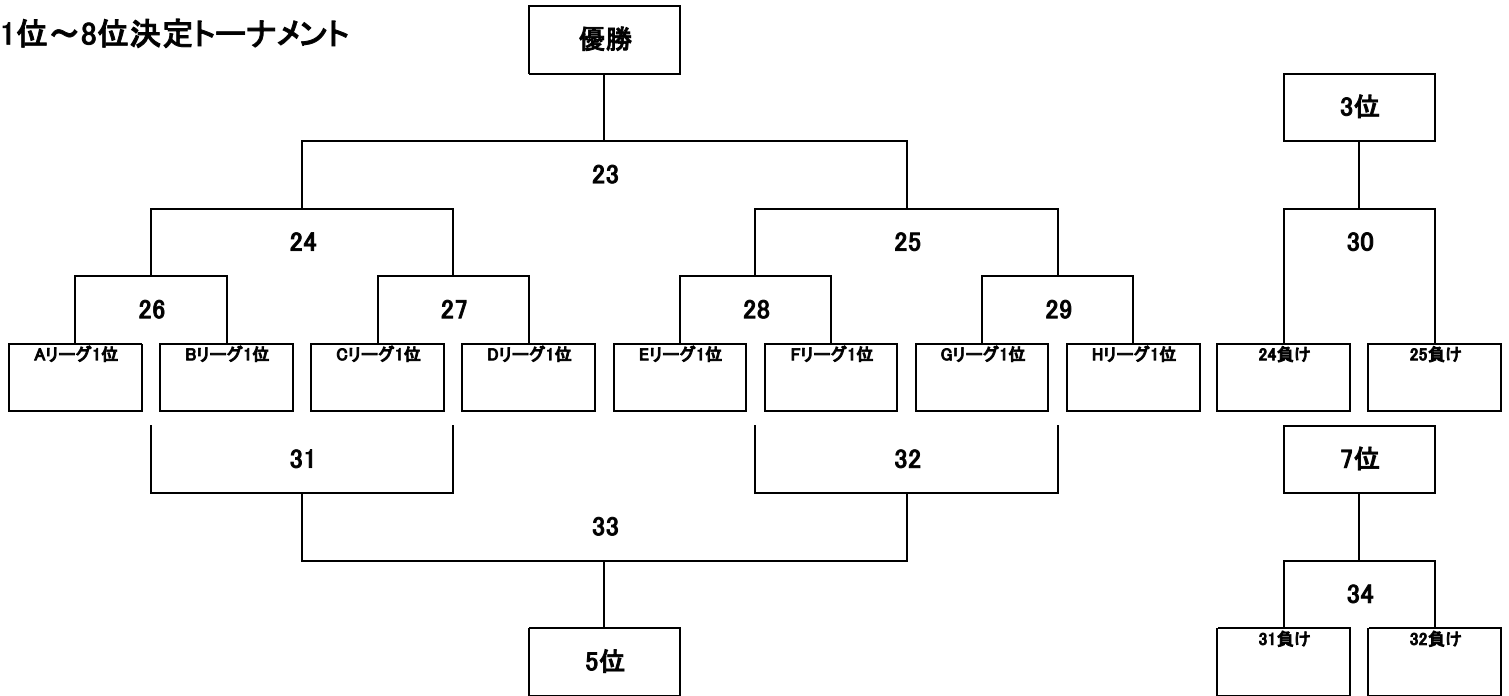 1位～8位決定トーナメント
優勝
3位
23
24
25
30
26
27
28
29
Aリーグ1位
Bリーグ1位
Cリーグ1位
Dリーグ1位
Eリーグ1位
Fリーグ1位
Gリーグ1位
Hリーグ1位
24負け
25負け
31
32
7位
33
34
31負け
32負け
5位